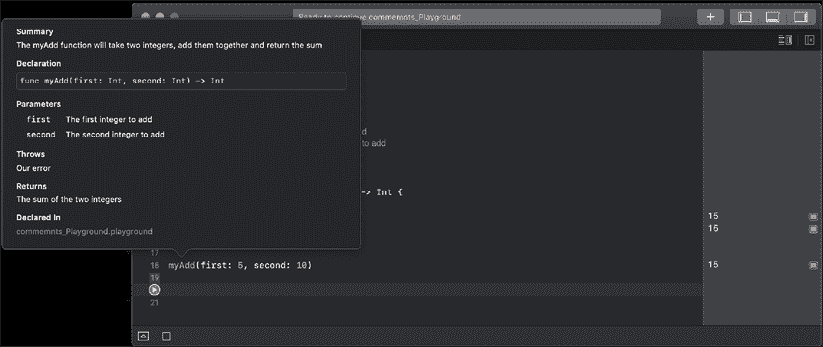 Ready to continue commemnts_Playground
Summary
The myAdd function will take two integers, add them together and return the sum
Declaration
func myAdd(first: Int, second: Int) -> Int
Parameters
first The first integer to add
second The second integer to add
Throws
Our error
Returns
The sum of the two integers
Declared In
commemnts_Playground.playground
d
to add
-> Int {
15
15
17
18 myAdd(first: 5, second: 10) 15
19
21